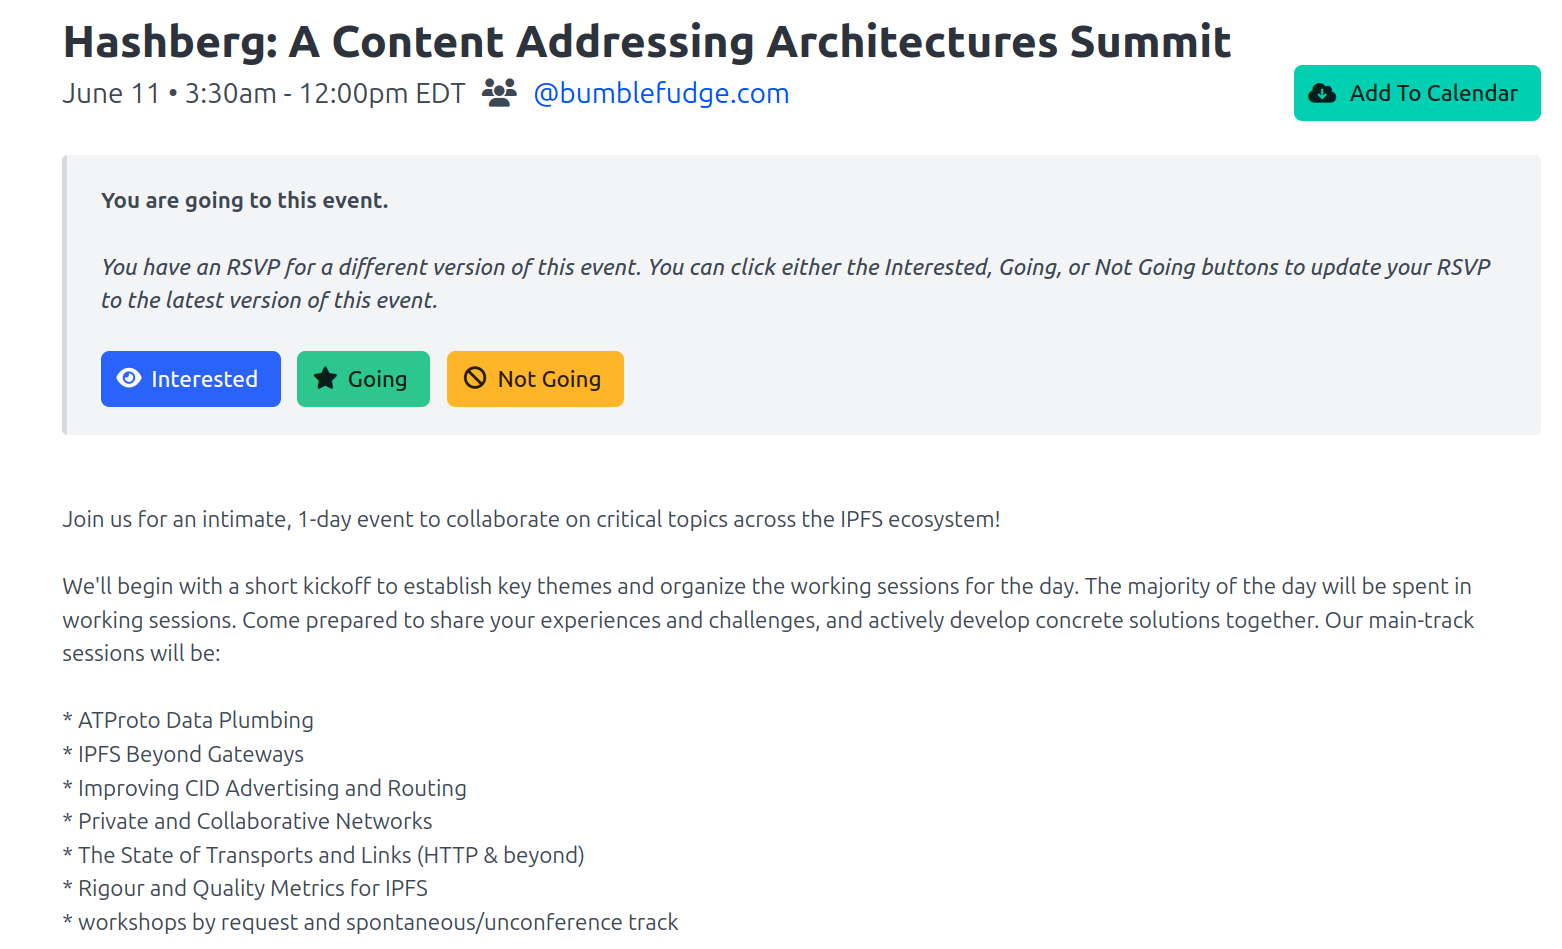 Hashberg: A Content Addressing Architectures Summit
June 11 • 3:30am - 12:00pm EDT @bumblefudge.com
Add To Calendar
You are going to this event.
You have an RSVP for a different version of this event. You can click either the Interested, Going, or Not Going buttons to update your RSVP
to the latest version of this event.
Interested Going Not Going
Join us for an intimate, 1-day event to collaborate on critical topics across the IPFS ecosystem!
We'll begin with a short kickoff to establish key themes and organize the working sessions for the day. The majority of the day will be spent in
working sessions. Come prepared to share your experiences and challenges, and actively develop concrete solutions together. Our main-track
sessions will be:
* ATProto Data Plumbing
* IPFS Beyond Gateways
* Improving CID Advertising and Routing
* Private and Collaborative Networks
* The State of Transports and Links (HTTP & beyond)
* Rigour and Quality Metrics for IPFS
* workshops by request and spontaneous/unconference track